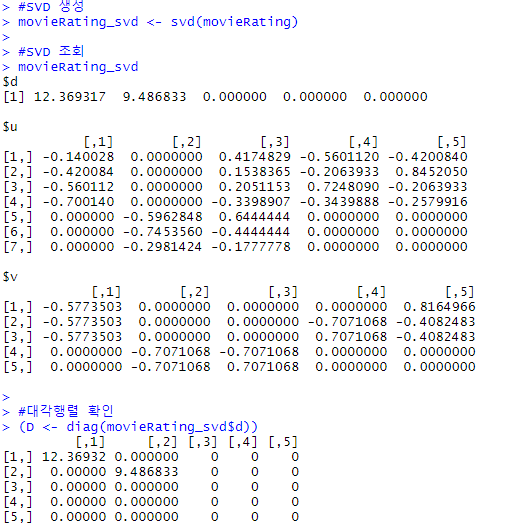 > #SVD 생성
> movieRating_svd <- svd(movieRating)
>
> #SVD 조회
> movieRating_svd
$d
[1] 12.369317  9.486833  0.000000  0.000000  0.000000

$u
          [,1]       [,2]       [,3]       [,4]       [,5]
[1,] -0.140028  0.0000000  0.4174829 -0.5601120 -0.4200840
[2,] -0.420084  0.0000000  0.1538365 -0.2063933  0.8452050
[3,] -0.560112  0.0000000  0.2051153  0.7248090 -0.2063933
[4,] -0.700140  0.0000000 -0.3398907 -0.3439888 -0.2579916
[5,]  0.000000 -0.5962848  0.6444444  0.0000000  0.0000000
[6,]  0.000000 -0.7453560 -0.4444444  0.0000000  0.0000000
[7,]  0.000000 -0.2981424 -0.1777778  0.0000000  0.0000000

$v
           [,1]       [,2]       [,3]       [,4]       [,5]
[1,] -0.5773503  0.0000000  0.0000000  0.0000000  0.8164966
[2,] -0.5773503  0.0000000  0.0000000 -0.7071068 -0.4082483
[3,] -0.5773503  0.0000000  0.0000000  0.7071068 -0.4082483
[4,]  0.0000000 -0.7071068 -0.7071068  0.0000000  0.0000000
[5,]  0.0000000 -0.7071068  0.7071068  0.0000000  0.0000000

>
> #대각행렬 확인
> (D <- diag(movieRating_svd$d))
         [,1]     [,2] [,3] [,4] [,5]
[1,] 12.36932 0.000000    0    0    0
[2,]  0.00000 9.486833    0    0    0
[3,]  0.00000 0.000000    0    0    0
[4,]  0.00000 0.000000    0    0    0
[5,]  0.00000 0.000000    0    0    0